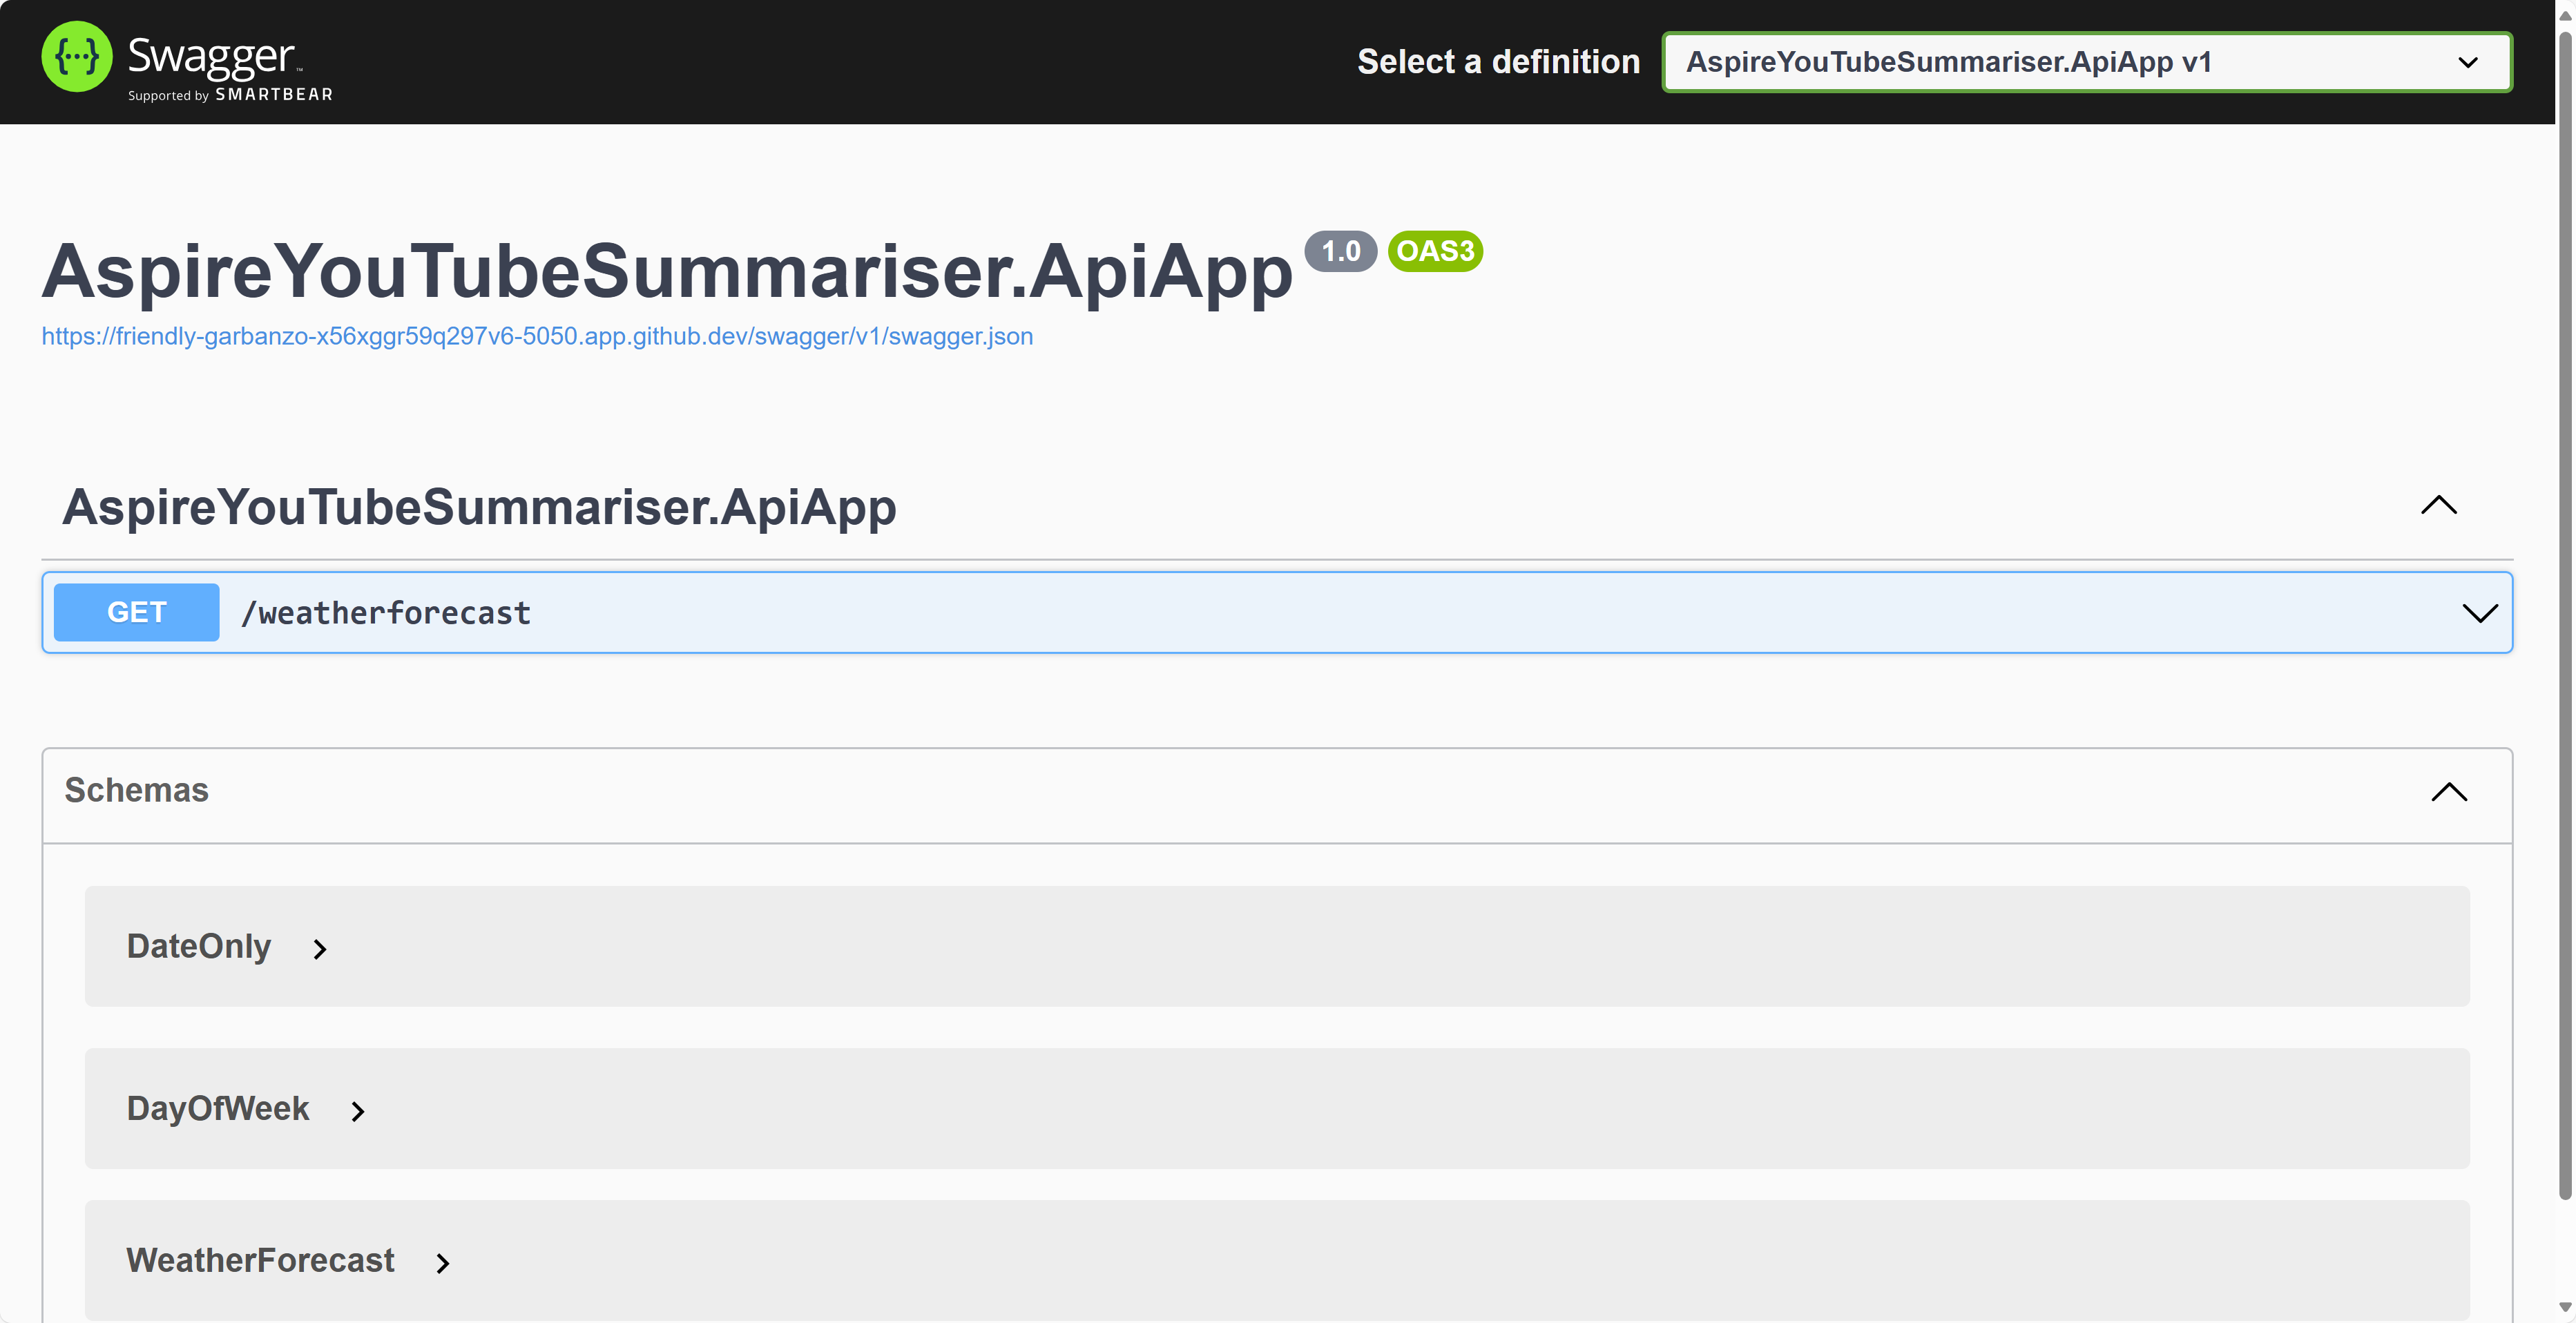 {···} Swagger™
Supported by SMARTBEAR
Select a definition
AspireYouTubeSummariser.ApiApp v1
AspireYouTubeSummariser.ApiApp 1.0 OAS3
https://friendly-garbanzo-x56xggr59q297v6-5050.app.github.dev/swagger/v1/swagger.json
AspireYouTubeSummariser.ApiApp
GET /weatherforecast
Schemas
DateOnly
DayOfWeek
WeatherForecast